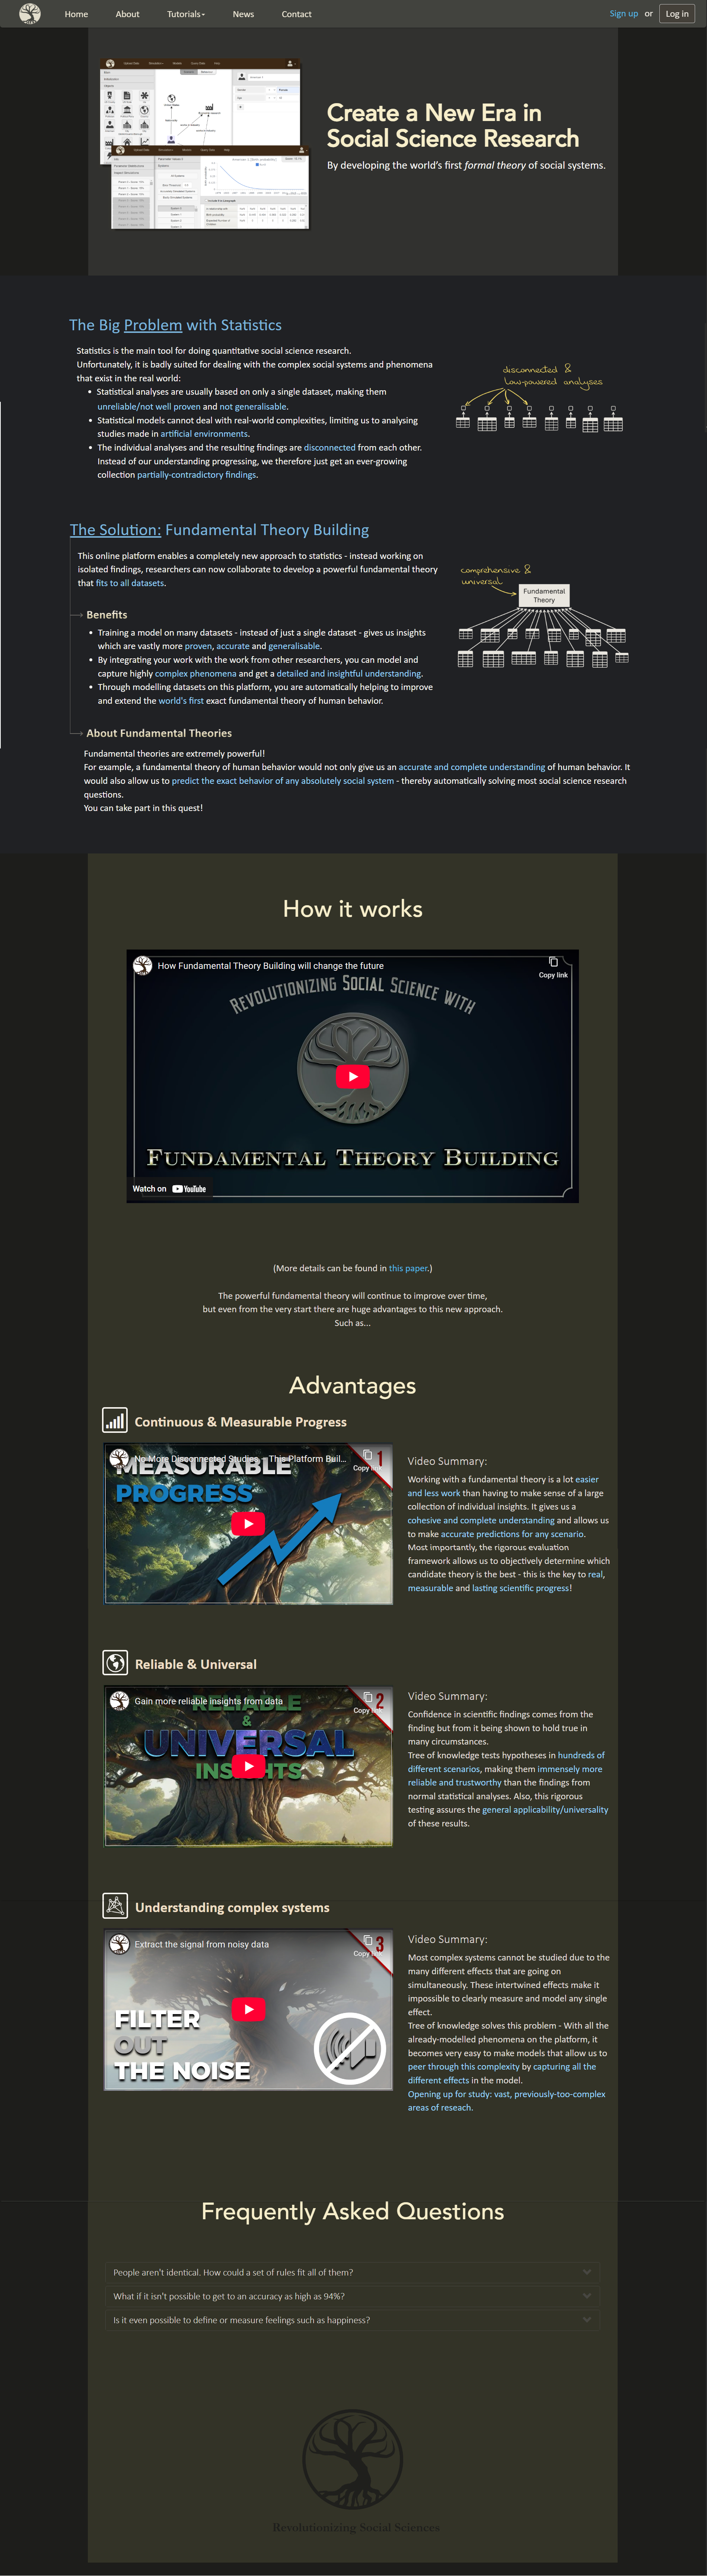 Home About Tutorials News Contact Sign up or Log in
Create a New Era in
Social Science Research
By developing the world's first formal theory of social systems.
The Big Problem with Statistics
Statistics is the main tool for doing quantitative social science research.
Unfortunately, it is badly suited for dealing with the complex social systems and phenomena
that exist in the real world:
• Statistical analyses are usually based on only a single dataset, making them
unreliable/not well proven and not generalisable.
• Statistical models cannot deal with real-world complexities, limiting us to analysing
studies made in artificial environments.
• The individual analyses and the resulting findings are disconnected from each other.
Instead of our understanding progressing, we therefore just get an ever-growing
collection partially-contradictory findings.
disconnected &
low-powered analyses
The Solution: Fundamental Theory Building
This online platform enables a completely new approach to statistics - instead working on
isolated findings, researchers can now collaborate to develop a powerful fundamental theory
that fits to all datasets.
comprehensive &
universal
Fundamental
Theory
Benefits
• Training a model on many datasets - instead of just a single dataset - gives us insights
which are vastly more proven, accurate and generalisable.
• By integrating your work with the work from other researchers, you can model and
capture highly complex phenomena and get a detailed and insightful understanding.
• Through modelling datasets on this platform, you are automatically helping to improve
and extend the world's first exact fundamental theory of human behavior.
About Fundamental Theories
Fundamental theories are extremely powerful!
For example, a fundamental theory of human behavior would not only give us an accurate and complete understanding of human behavior. It
would also allow us to predict the exact behavior of any absolutely social system - thereby automatically solving most social science research
questions.
You can take part in this quest!
How it works
How Fundamental Theory Building will change the future
Copy link
Revolutionizing Social Science with
Fundamental Theory Building
Watch on YouTube
(More details can be found in this paper.)
The powerful fundamental theory will continue to improve over time,
but even from the very start there are huge advantages to this new approach.
Such as...
Advantages
Continuous & Measurable Progress
No More Disconnected Studies – This Platform Buil...
Copy link
1
MEASURABLE
PROGRESS
Video Summary:
Working with a fundamental theory is a lot easier
and less work than having to make sense of a large
collection of individual insights. It gives us a
cohesive and complete understanding and allows us
to make accurate predictions for any scenario.
Most importantly, the rigorous evaluation
framework allows us to objectively determine which
candidate theory is the best - this is the key to real,
measurable and lasting scientific progress!
Reliable & Universal
Gain more reliable insights from data
Copy link
2
RELIABLE
&
UNIVERSAL
INSIGHTS
Video Summary:
Confidence in scientific findings comes from the
finding but from it being shown to hold true in
many circumstances.
Tree of knowledge tests hypotheses in hundreds of
different scenarios, making them immensely more
reliable and trustworthy than the findings from
normal statistical analyses. Also, this rigorous
testing assures the general applicability/universality
of these results.
Understanding complex systems
Extract the signal from noisy data
Copy link
3
FILTER
OUT
THE NOISE
Video Summary:
Most complex systems cannot be studied due to the
many different effects that are going on
simultaneously. These intertwined effects make it
impossible to clearly measure and model any single
effect.
Tree of knowledge solves this problem - With all the
already-modelled phenomena on the platform, it
becomes very easy to make models that allow us to
peer through this complexity by capturing all the
different effects in the model.
Opening up for study: vast, previously-too-complex
areas of reseach.
Frequently Asked Questions
People aren't identical. How could a set of rules fit all of them?
What if it isn't possible to get to an accuracy as high as 94%?
Is it even possible to define or measure feelings such as happiness?
Revolutionizing Social Sciences